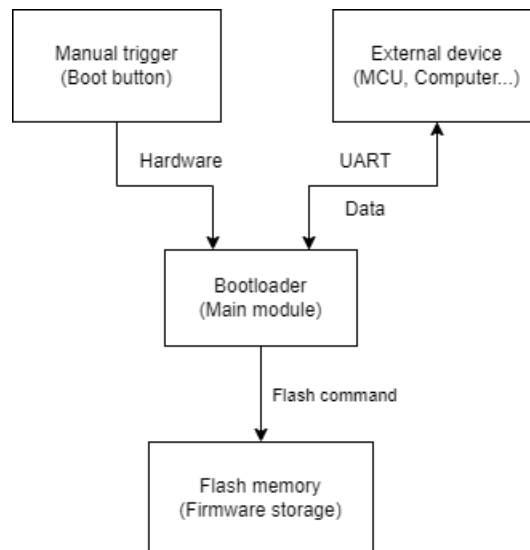 Manual trigger
(Boot button)
External device
(MCU, Computer...)
Hardware
UART
Data
Bootloader
(Main module)
Flash command
Flash memory
(Firmware storage)